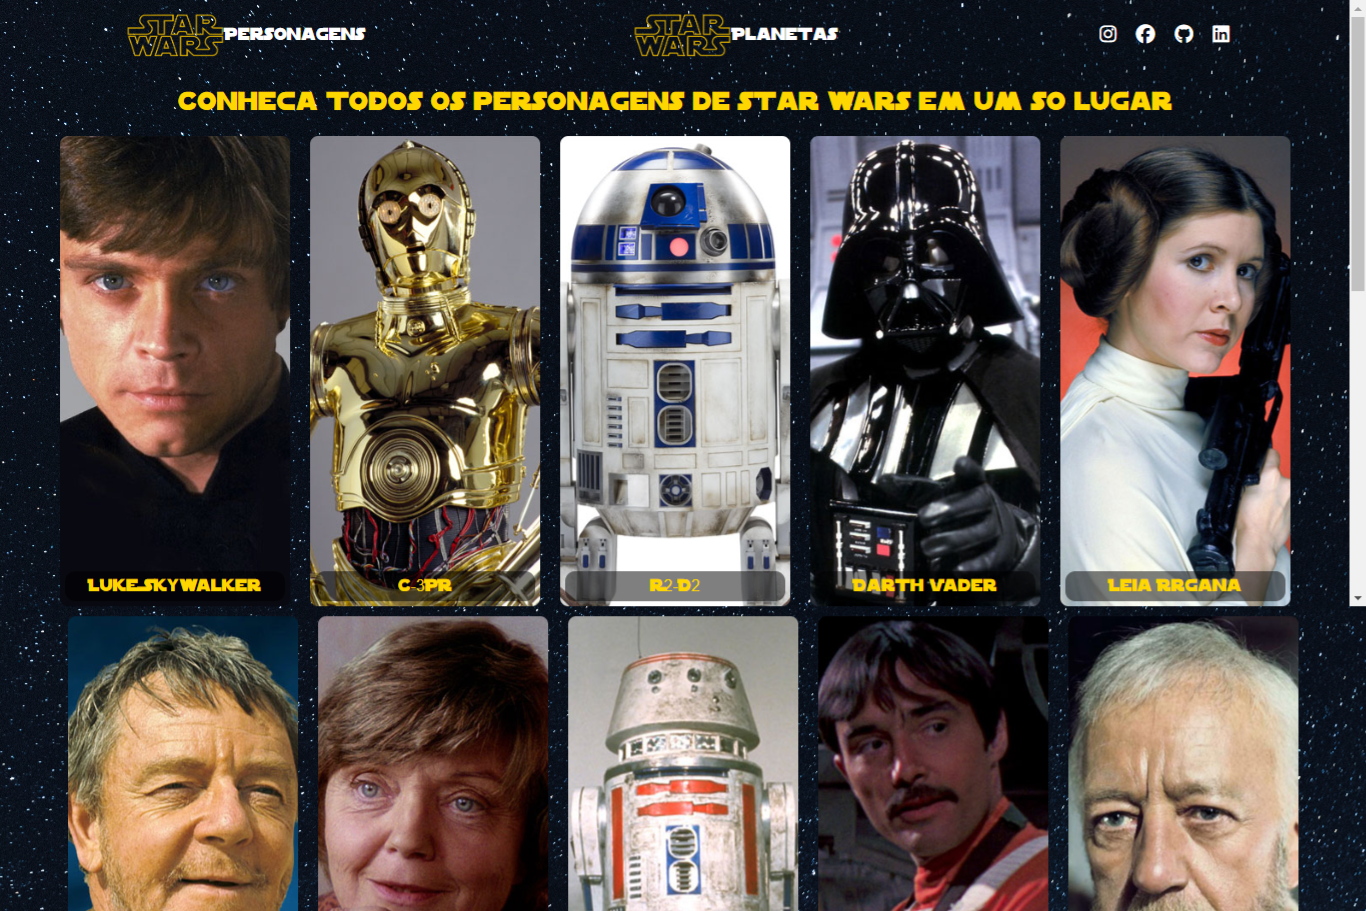 STAR WARS PERSONAGENS
STAR WARS PLANETAS
CONHECA TODOS OS PERSONAGENS DE STAR WARS EM UM SO LUGAR
LUKE SKYWALKER
C-3PR
R2-D2
DARTH VADER
LEIA RRGANA